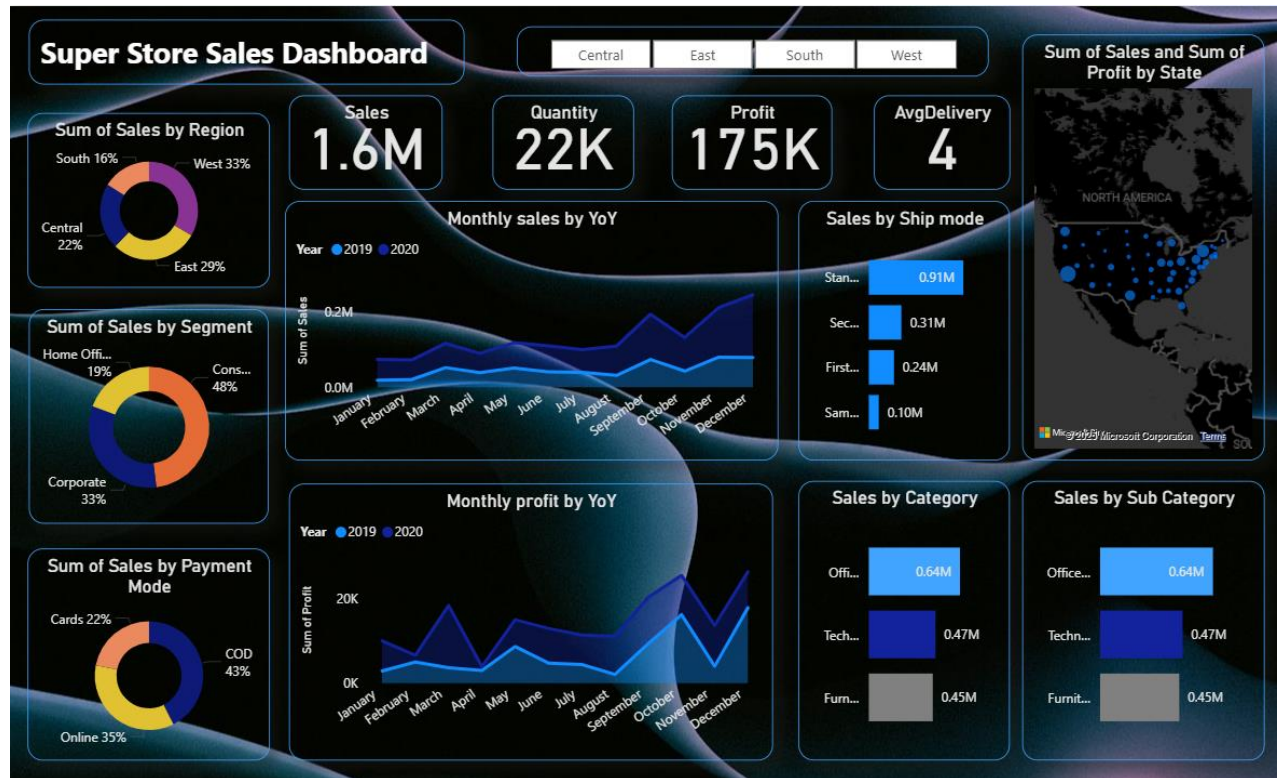 Super Store Sales Dashboard
Central
East
South
West
Sum of Sales and Sum of
Profit by State
Sales
1.6M
Quantity
22K
Profit
175K
AvgDelivery
4
Sum of Sales by Region
South 16%
West 33%
Central
22%
East 29%
NORTH AMERICA
© 2025 Microsoft Corporation
Terms
Monthly sales by YoY
Year
2019
2020
Sum of Sales
0.2M
0.0M
January
February
March
April
May
June
July
August
September
October
November
December
Sales by Ship mode
Stan...
0.91M
Sec...
0.31M
First...
0.24M
Sam...
0.10M
Sum of Sales by Segment
Home Offi...
19%
Cons...
48%
Corporate
33%
Monthly profit by YoY
Year
2019
2020
Sum of Profit
20K
0K
January
February
March
April
May
June
July
August
September
October
November
December
Sales by Category
Offi...
0.64M
Tech...
0.47M
Furn...
0.45M
Sales by Sub Category
Office...
0.64M
Techn...
0.47M
Furnit...
0.45M
Sum of Sales by Payment
Mode
Cards 22%
COD
43%
Online 35%